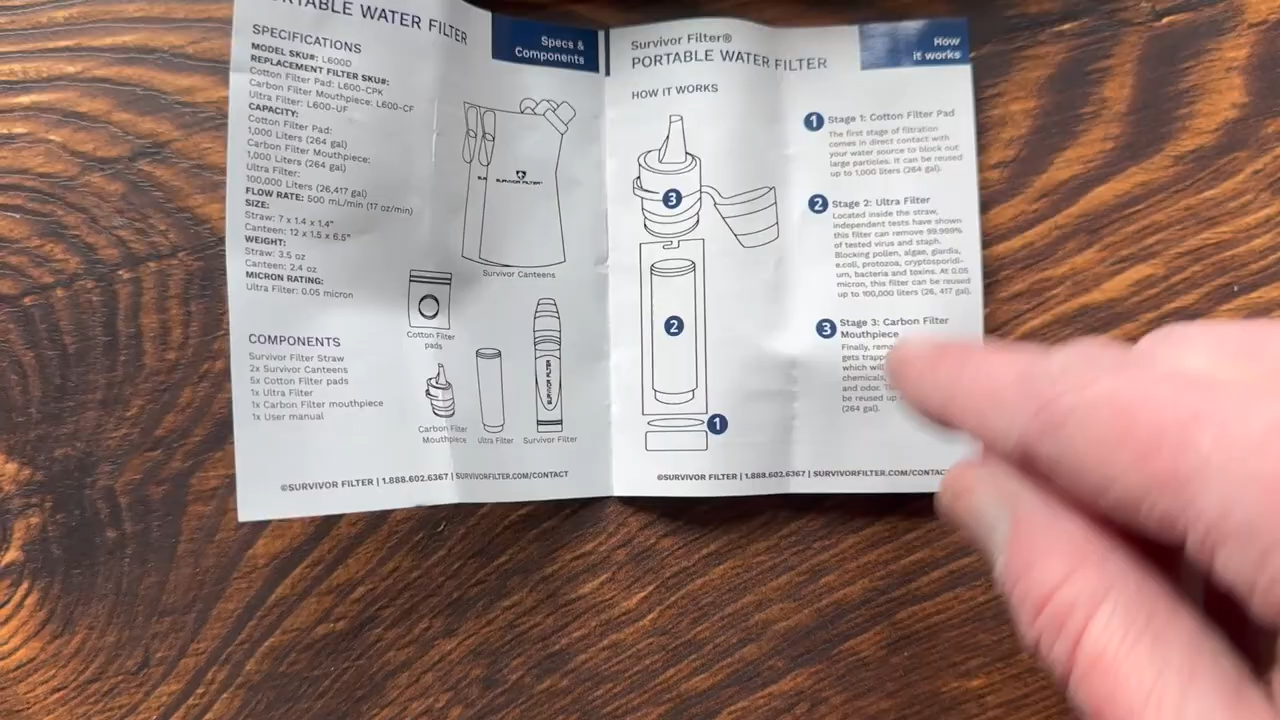 PORTABLE WATER FILTER
Specs &
Components
SPECIFICATIONS
MODEL SKU#: L600D
REPLACEMENT FILTER SKU#:
Cotton Filter Pad: L600-CPK
Carbon Filter Mouthpiece: L600-CF
Ultra Filter: L600-UF
CAPACITY:
Cotton Filter Pad:
1,000 Liters (264 gal)
Carbon Filter Mouthpiece:
1,000 Liters (264 gal)
Ultra Filter:
100,000 Liters (26,417 gal)
FLOW RATE: 500 mL/min (17 oz/min)
SIZE:
Straw: 7 x 1.4 x 1.4"
Canteen: 12 x 1.5 x 6.5"
WEIGHT:
Straw: 3.5 oz
Canteen: 2.4 oz
MICRON RATING:
Ultra Filter: 0.05 micron
SURVIVOR FILTER
Survivor Canteens
Cotton Filter
pads
Carbon Filter
Mouthpiece
Ultra Filter
SURVIVOR FILTER
Survivor Filter
COMPONENTS
Survivor Filter Straw
2x Survivor Canteens
5x Cotton Filter pads
1x Ultra Filter
1x Carbon Filter mouthpiece
1x User manual
©SURVIVOR FILTER | 1.888.602.6367 | SURVIVORFILTER.COM/CONTACT
Survivor Filter®
PORTABLE WATER FILTER
How
it works
HOW IT WORKS
3
2
1
1 Stage 1: Cotton Filter Pad
The first stage of filtration
comes in direct contact with
your water source to block out
large particles. It can be reused
up to 1,000 liters (264 gal).
2 Stage 2: Ultra Filter
Located inside the straw,
independent tests have shown
this filter can remove 99.999%
of tested virus and staph.
Blocking pollen, algae, giardia,
e.coli, protozoa, cryptosporidi-
um, bacteria and toxins. At 0.05
micron, this filter can be reused
up to 100,000 liters (26, 417 gal).
3 Stage 3: Carbon Filter
Mouthpiece
Finally,
gets
which will
chemicals,
and odor.
be reused up
(264 gal).
©SURVIVOR FILTER | 1.888.602.6367 | SURVIVORFILTER.COM/CONTAC